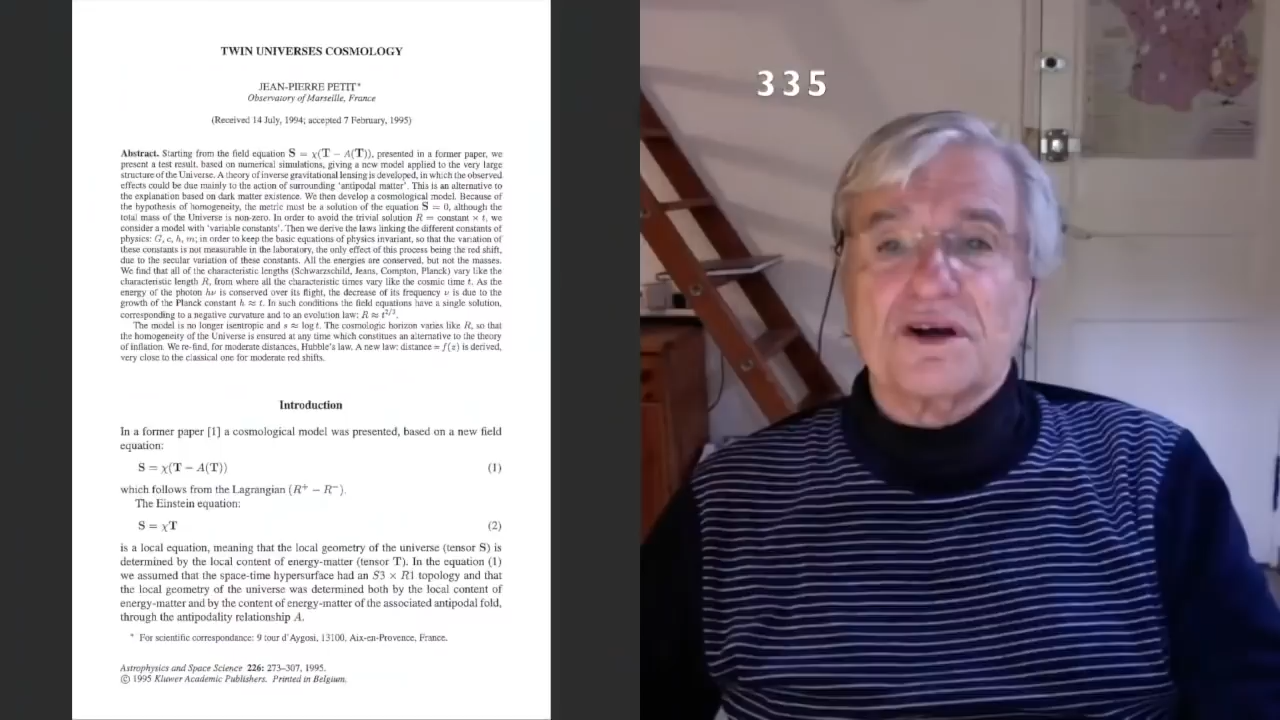 TWIN UNIVERSES COSMOLOGY
JEAN-PIERRE PETIT*
Observatory of Marseille, France
(Received 14 July, 1994; accepted 7 February, 1995)
Abstract. Starting from the field equation S = χ(T − A(T)), presented in a former paper, we
present a test result, based on numerical simulations, giving a new model applied to the very large
structure of the Universe. A theory of inverse gravitational lensing is developed, in which the observed
effects could be due mainly to the action of surrounding 'antipodal matter'. This is an alternative to
the explanation based on dark matter existence. We then develop a cosmological model. Because of
the hypothesis of homogeneity, the metric must be a solution of the equation S = 0, although the
total mass of the Universe is non-zero. In order to avoid the trivial solution R = constant × t, we
consider a model with 'variable constants'. Then we derive the laws linking the different constants of
physics: G, c, h, m; in order to keep the basic equations of physics invariant, so that the variation of
these constants is not measurable in the laboratory, the only effect of this process being the red shift,
due to the secular variation of these constants. All the energies are conserved, but not the masses.
We find that all of the characteristic lengths (Schwarzschild, Jeans, Compton, Planck) vary like the
characteristic length R, from where all the characteristic times vary like the cosmic time t. As the
energy of the photon hν is conserved over its flight, the decrease of its frequency ν is due to the
growth of the Planck constant h ≈ t. In such conditions the field equations have a single solution,
corresponding to a negative curvature and to an evolution law: R ≈ t^{2/3}.
The model is no longer isentropic and s ≈ log t. The cosmologic horizon varies like R, so that
the homogeneity of the Universe is ensured at any time which constitutes an alternative to the theory
of inflation. We re-find, for moderate distances, Hubble's law. A new law: distance = f(z) is derived,
very close to the classical one for moderate red shifts.
Introduction
In a former paper [1] a cosmological model was presented, based on a new field
equation:
S = χ(T − A(T)) (1)
which follows from the Lagrangian (R⁺ − R⁻).
The Einstein equation:
S = χT (2)
is a local equation, meaning that the local geometry of the universe (tensor S) is
determined by the local content of energy-matter (tensor T). In the equation (1)
we assumed that the space-time hypersurface had an S3 × R1 topology and that
the local geometry of the universe was determined both by the local content of
energy-matter and by the content of energy-matter of the associated antipodal fold,
through the antipodality relationship A.
* For scientific correspondence: 9 tour d'Aygosi, 13100, Aix-en-Provence, France.
Astrophysics and Space Science 226: 273–307, 1995.
© 1995 Kluwer Academic Publishers. Printed in Belgium.
335